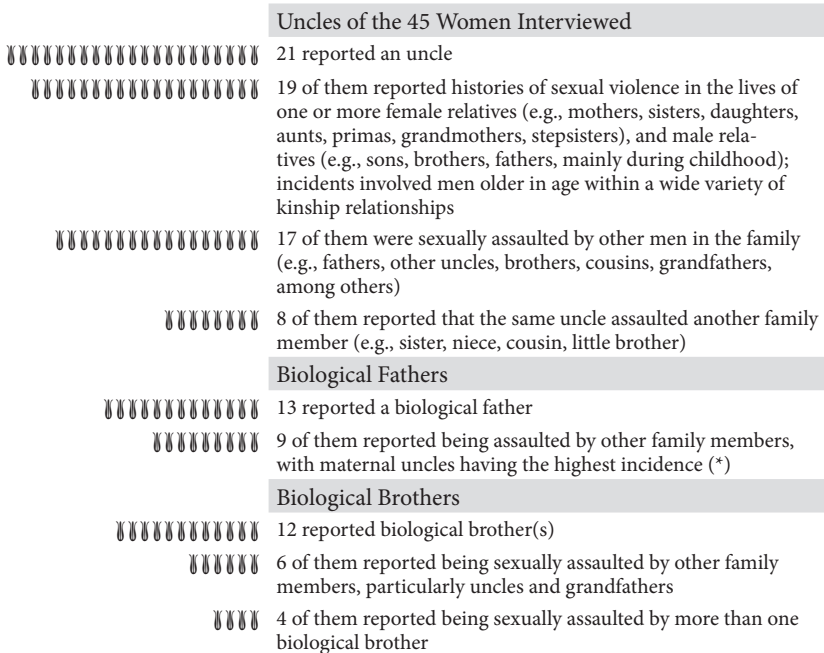 Uncles of the 45 Women Interviewed
21 reported an uncle
19 of them reported histories of sexual violence in the lives of
one or more female relatives (e.g., mothers, sisters, daughters,
aunts, primas, grandmothers, stepsisters), and male rela-
tives (e.g., sons, brothers, fathers, mainly during childhood);
incidents involved men older in age within a wide variety of
kinship relationships
17 of them were sexually assaulted by other men in the family
(e.g., fathers, other uncles, brothers, cousins, grandfathers,
among others)
8 of them reported that the same uncle assaulted another family
member (e.g., sister, niece, cousin, little brother)
Biological Fathers
13 reported a biological father
9 of them reported being assaulted by other family members,
with maternal uncles having the highest incidence (*)
Biological Brothers
12 reported biological brother(s)
6 of them reported being sexually assaulted by other family
members, particularly uncles and grandfathers
4 of them reported being sexually assaulted by more than one
biological brother